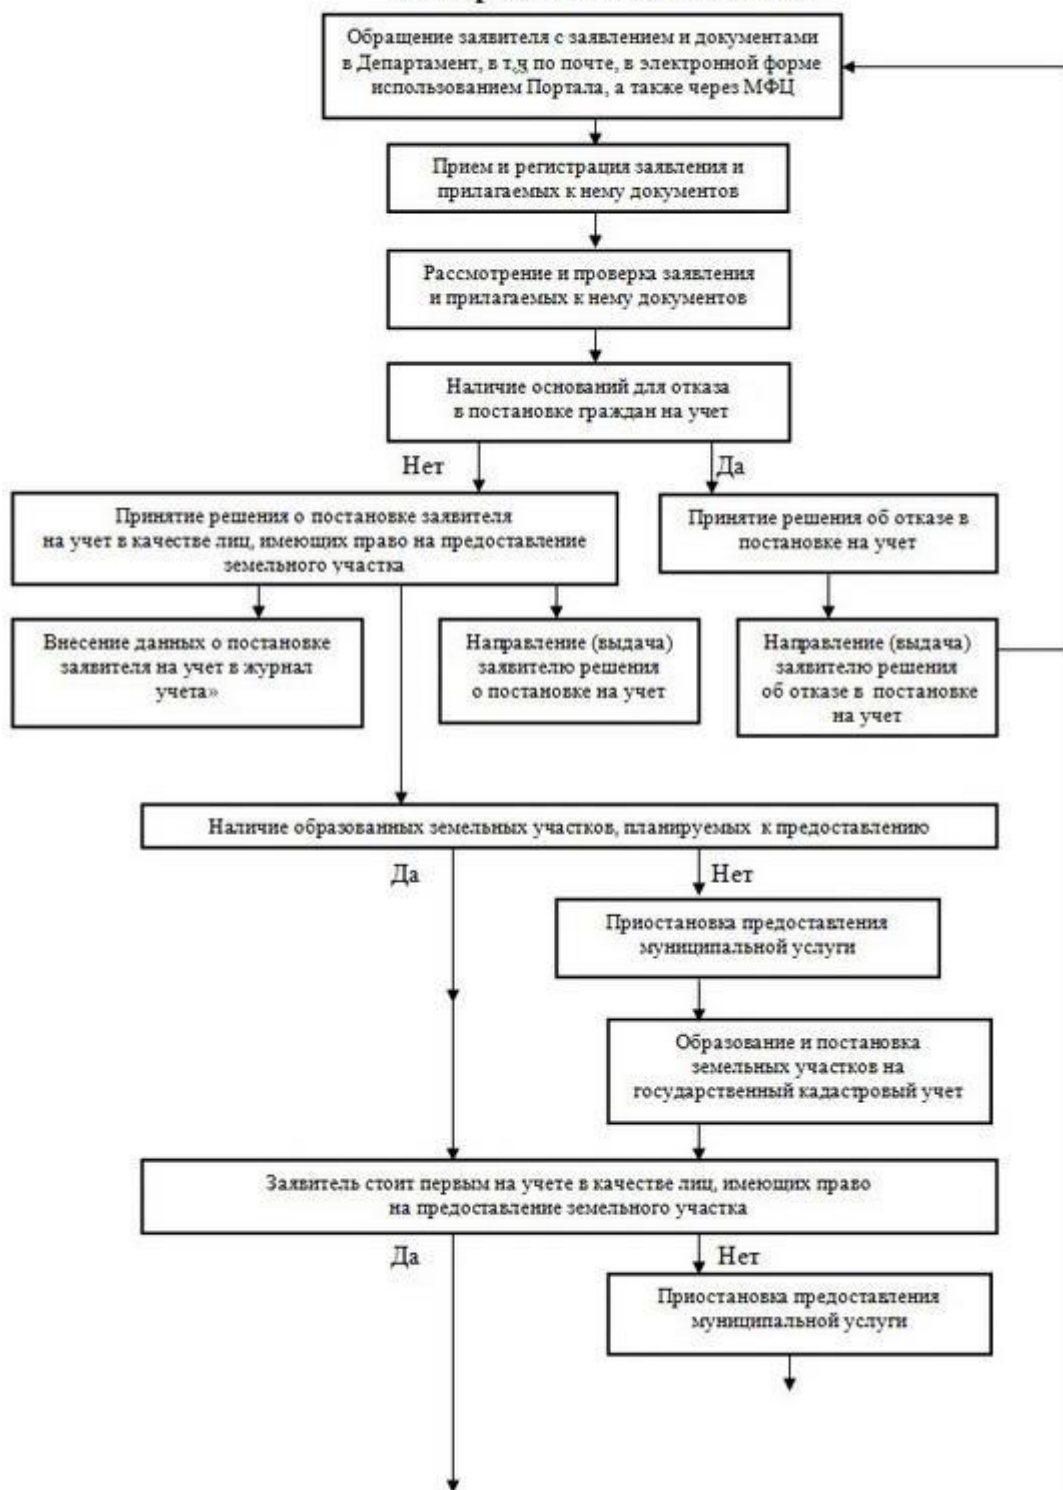 Обращение заявителя с заявлением и документами
в Департамент, в т.ч по почте, в электронной форме
использованием Портала, а также через МФЦ
Прием и регистрация заявления и
прилагаемых к нему документов
Рассмотрение и проверка заявления
и прилагаемых к нему документов
Наличие оснований для отказа
в постановке граждан на учет
Нет
Да
Принятие решения о постановке заявителя
на учет в качестве лиц, имеющих право на предоставление
земельного участка
Принятие решения об отказе в
постановке на учет
Внесение данных о постановке
заявителя на учет в журнал
учета»
Направление (выдача)
заявителю решения
о постановке на учет
Направление (выдача)
заявителю решения
об отказе в постановке
на учет
Наличие образованных земельных участков, планируемых к предоставлению
Да
Нет
Приостановка предоставления
муниципальной услуги
Образование и постановка
земельных участков на
государственный кадастровый учет
Заявитель стоит первым на учете в качестве лиц, имеющих право
на предоставление земельного участка
Да
Нет
Приостановка предоставления
муниципальной услуги